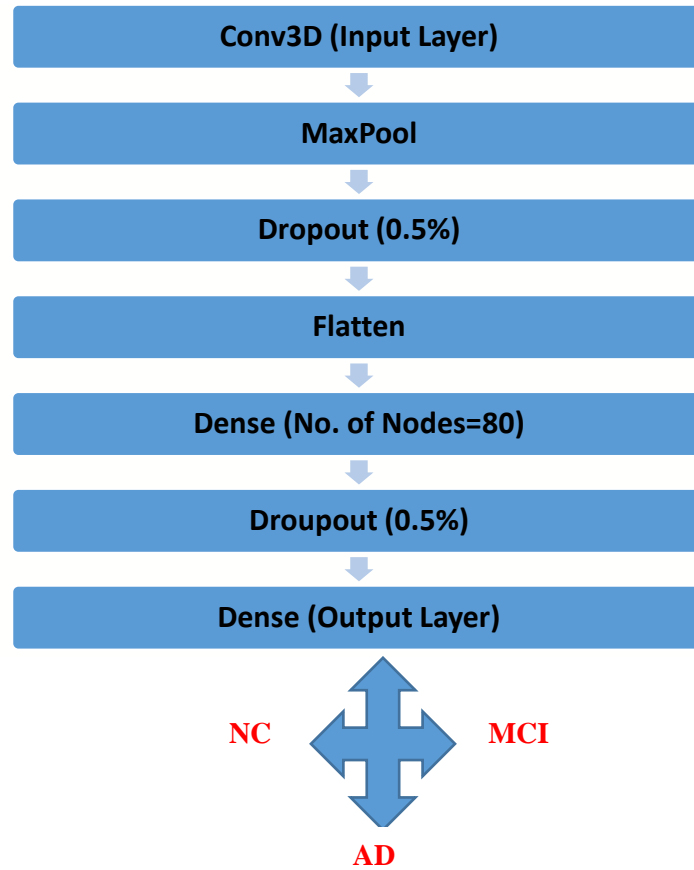 Conv3D (Input Layer)
MaxPool
Dropout (0.5%)
Flatten
Dense (No. of Nodes=80)
Droupout (0.5%)
Dense (Output Layer)
NC MCI
AD